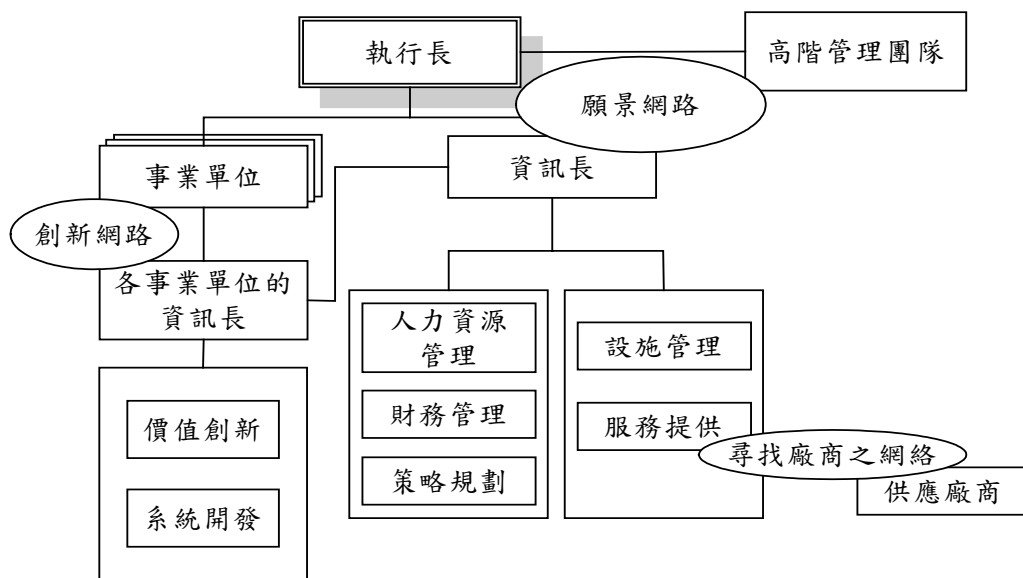 執行長
高階管理團隊
願景網路
事業單位
資訊長
創新網路
各事業單位的
資訊長
人力資源
管理
設施管理
價值創新
財務管理
服務提供
尋找廠商之網絡
策略規劃
供應廠商
系統開發